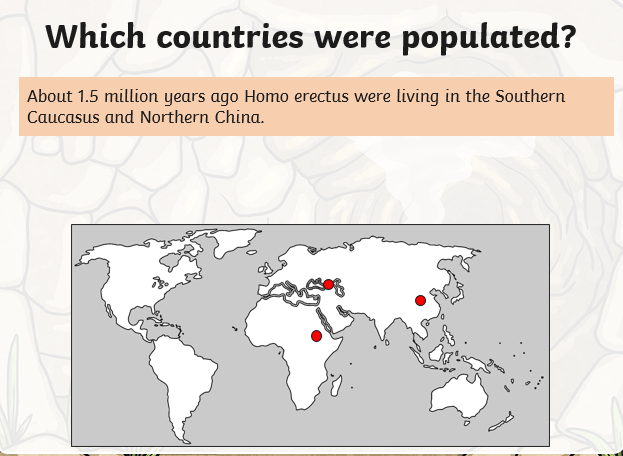 Which countries were populated?
About 1.5 million years ago Homo erectus were living in the Southern
Caucasus and Northern China.